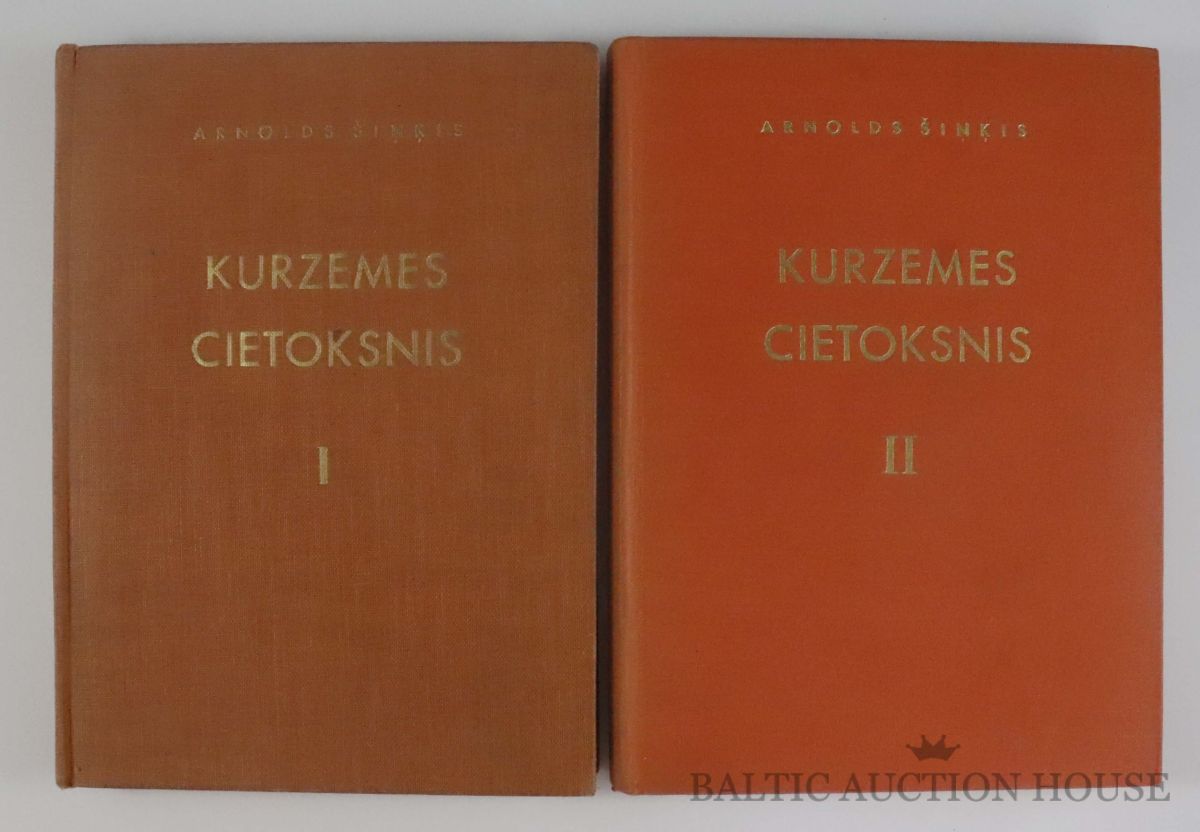 ARNOLDS ŠIŅĶIS
KURZEMES
CIETOKSNIS
I
ARNOLDS ŠIŅĶIS
KURZEMES
CIETOKSNIS
II
BALTIC AUCTION HOUSE